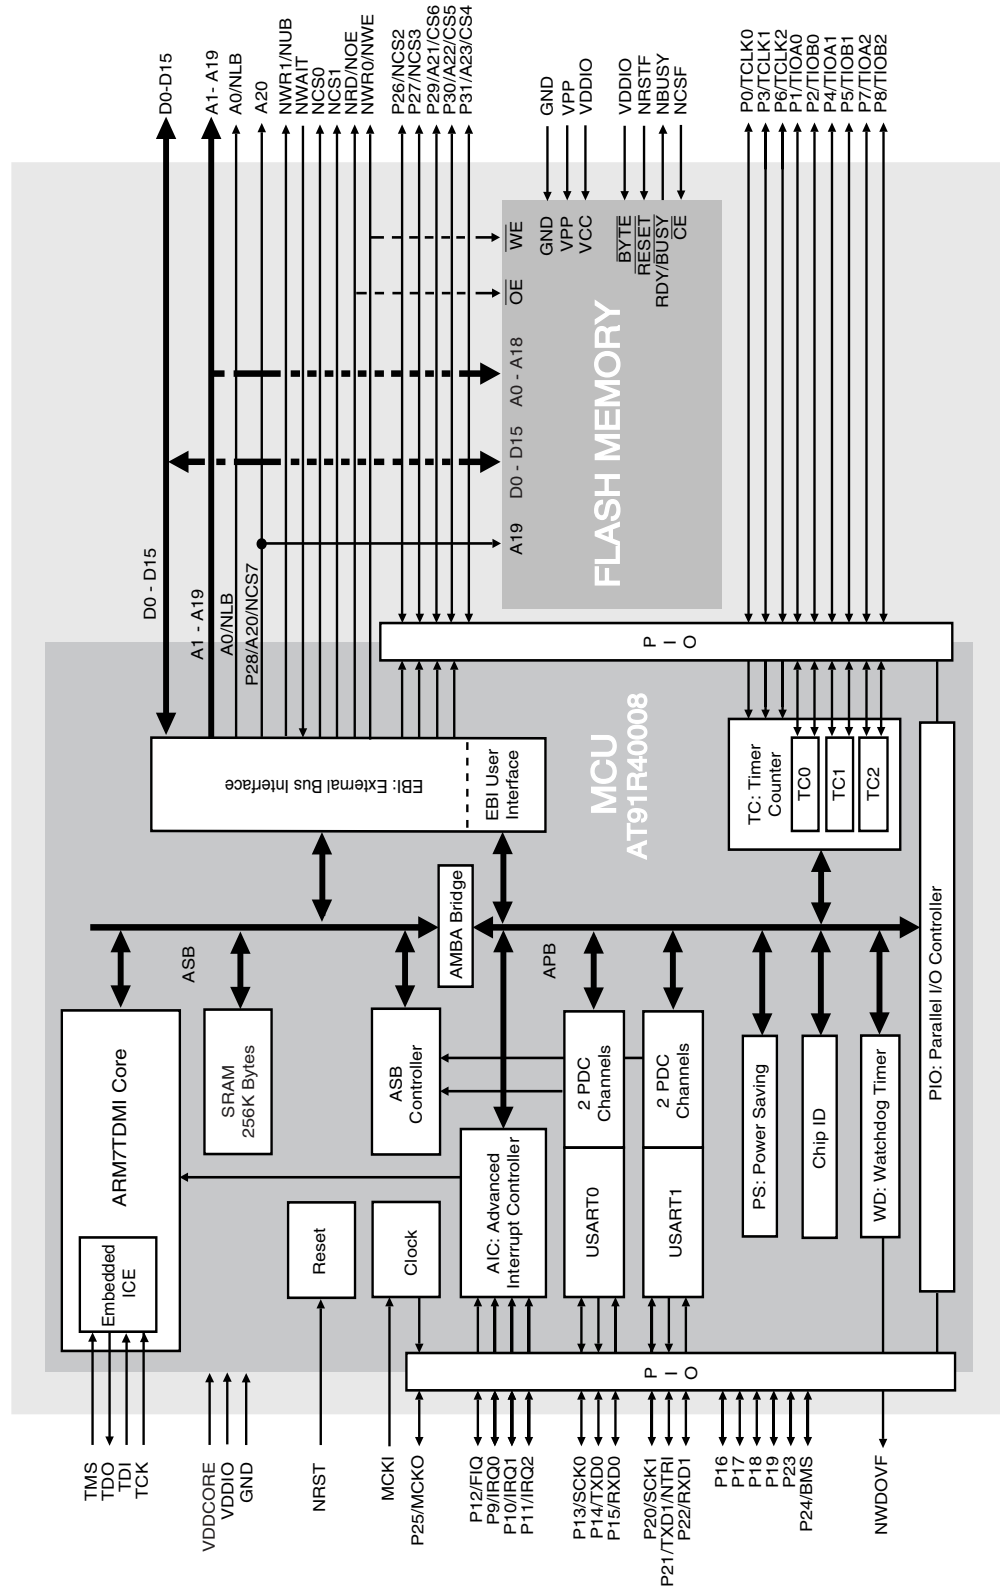 D0-D15
A1- A19
A0/NLB
A20
NWR1/NUB
NWAIT
NCS0
NCS1
NRD/NOE
NWR0/NWE
P26/NCS2
P27/NCS3
P29/A21/CS6
P30/A22/CS5
P31/A23/CS4
GND
VPP
VDDIO
VDDIO
NRSTF
NBUSY
NCSF
P0/TCLK0
P3/TCLK1
P6/TCLK2
P1/TIOA0
P2/TIOB0
P4/TIOA1
P5/TIOB1
P7/TIOA2
P8/TIOB2
WE
OE
A0 - A18
D0 - D15
A19
GND
VPP
VCC
BYTE
RESET
RDY/BUSY
CE
FLASH MEMORY
D0 - D15
A1 - A19
A0/NLB
P28/A20/NCS7
P I O
EBI: External Bus Interface
EBI User
Interface
MCU
AT91R40008
TC: Timer
Counter
TC0
TC1
TC2
AMBA Bridge
ASB
APB
ARM7TDMI Core
Embedded
ICE
SRAM
256K Bytes
ASB
Controller
2 PDC
Channels
2 PDC
Channels
Reset
Clock
AIC: Advanced
Interrupt Controller
USART0
USART1
PS: Power Saving
Chip ID
WD: Watchdog Timer
PIO: Parallel I/O Controller
P I O
TMS
TDO
TDI
TCK
VDDCORE
VDDIO
GND
NRST
MCKI
P25/MCKO
P12/FIQ
P9/IRQ0
P10/IRQ1
P11/IRQ2
P13/SCK0
P14/TXD0
P15/RXD0
P20/SCK1
P21/TXD1/NTRI
P22/RXD1
P16
P17
P18
P19
P23
P24/BMS
NWDOVF